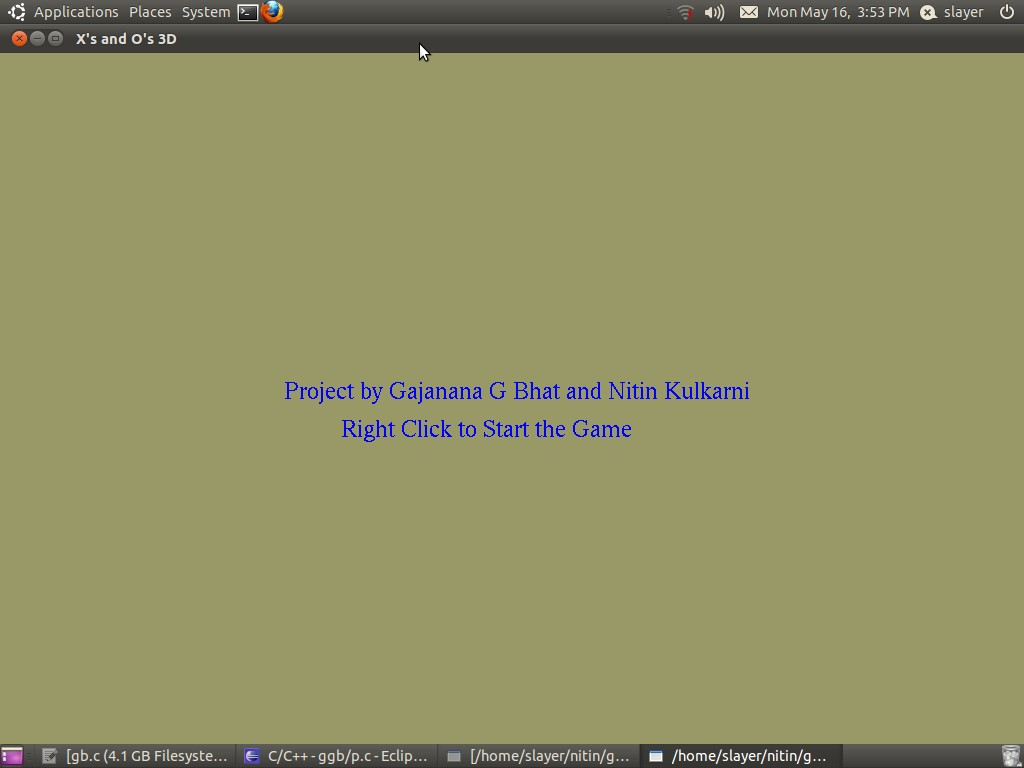 Applications Places System Mon May 16, 3:53 PM slayer
X's and O's 3D
Project by Gajanana G Bhat and Nitin Kulkarni
Right Click to Start the Game
[gb.c (4.1 GB Filesyste... C/C++ - ggb/p.c - Eclip... [/home/slayer/nitin/g... /home/slayer/nitin/g...